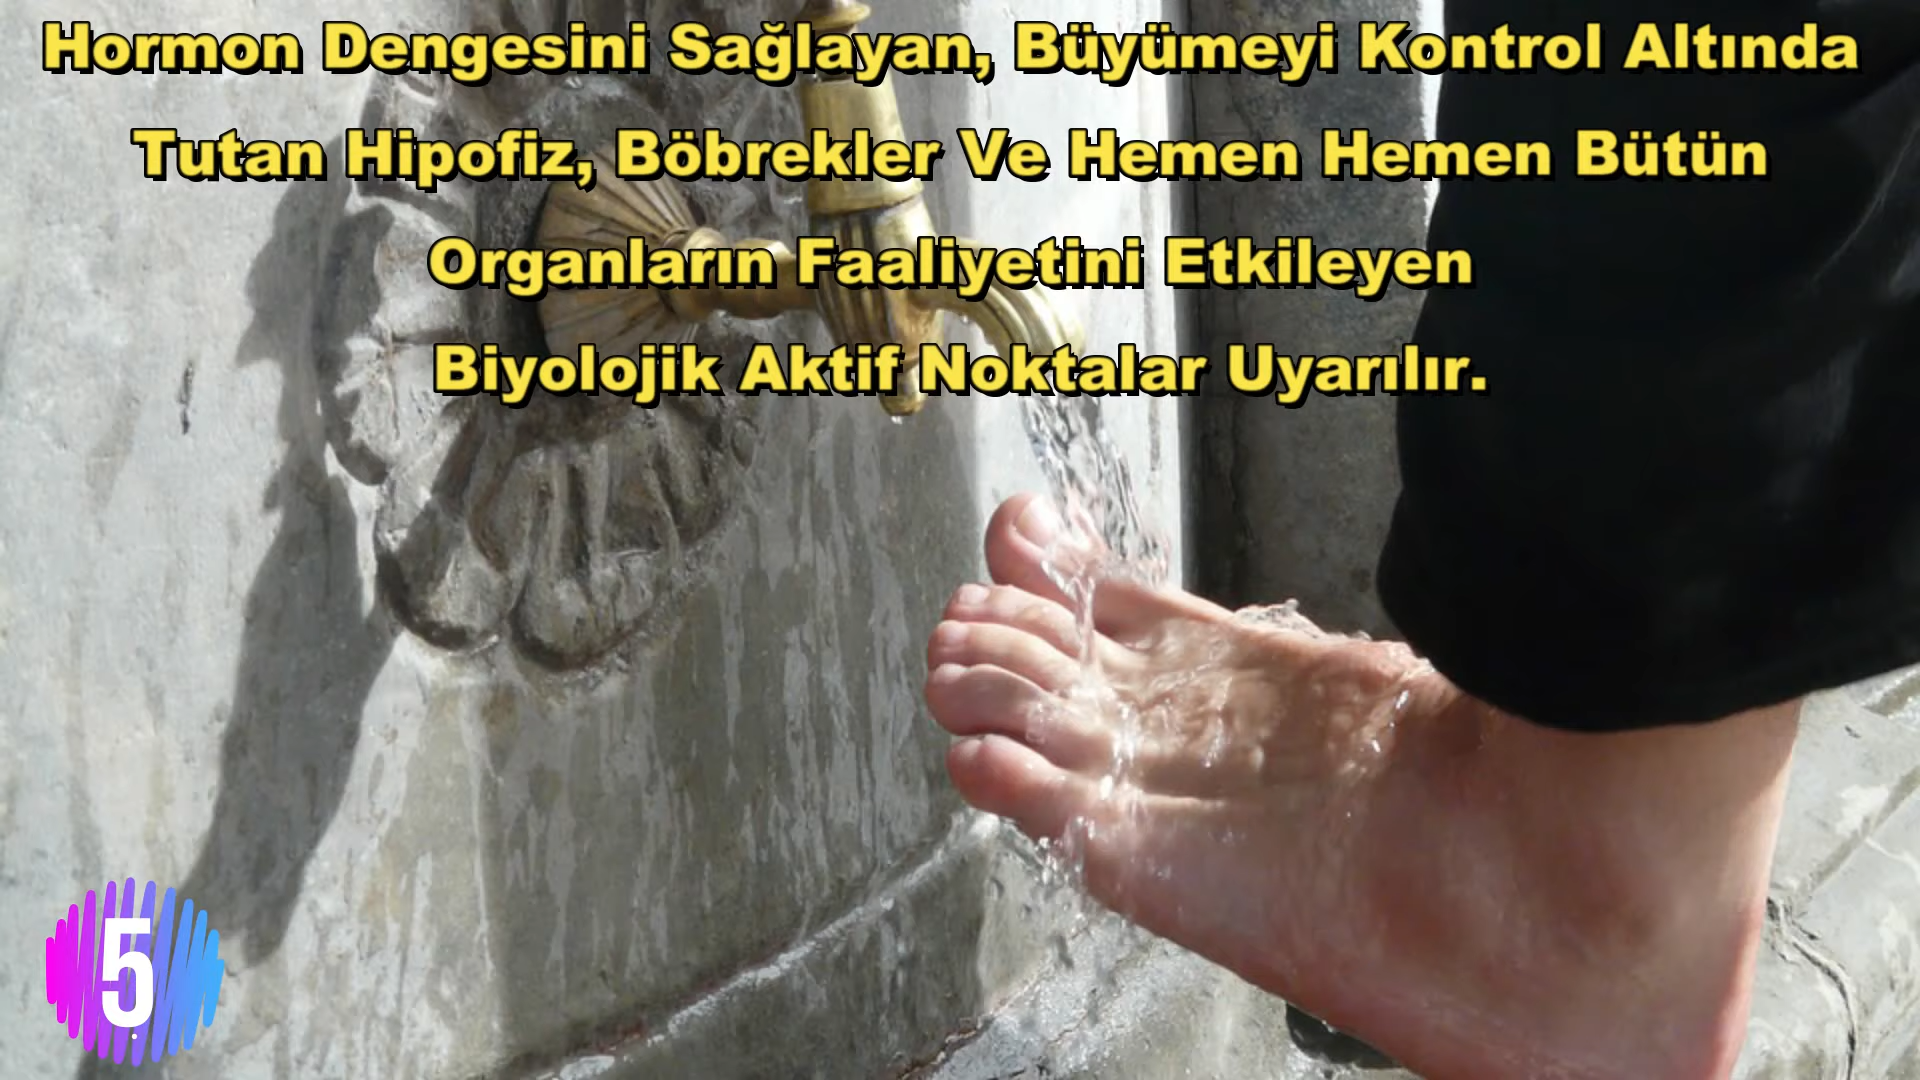 Hormon Dengesini Sağlayan, Büyümeyi Kontrol Altında
Tutan Hipofiz, Böbrekler Ve Hemen Hemen Bütün
Organların Faaliyetini Etkileyen
Biyolojik Aktif Noktalar Uyarılır.
5